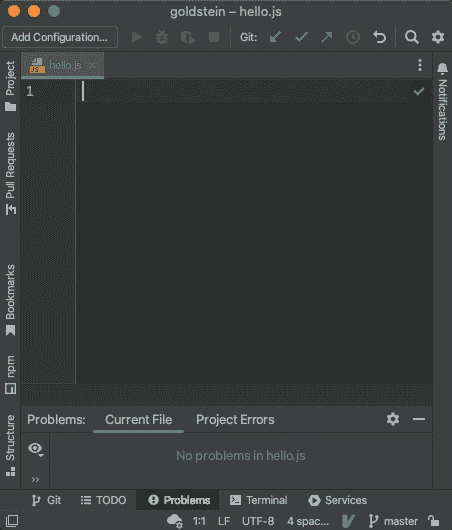 goldstein – hello.js
Add Configuration...
Git:
Project
Pull Requests
Bookmarks
npm
Structure
JS
hello.js
1
Notifications
Problems:
Current File
Project Errors
No problems in hello.js
>>
Git
TODO
Problems
Terminal
Services
1:1
LF
UTF-8
4 spac...
master